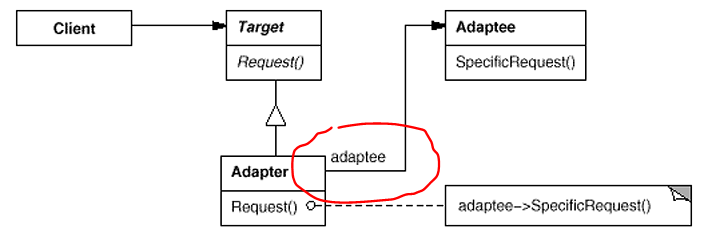 Client
Target
Request()
Adaptee
SpecificRequest()
adaptee
Adapter
Request()
adaptee->SpecificRequest()